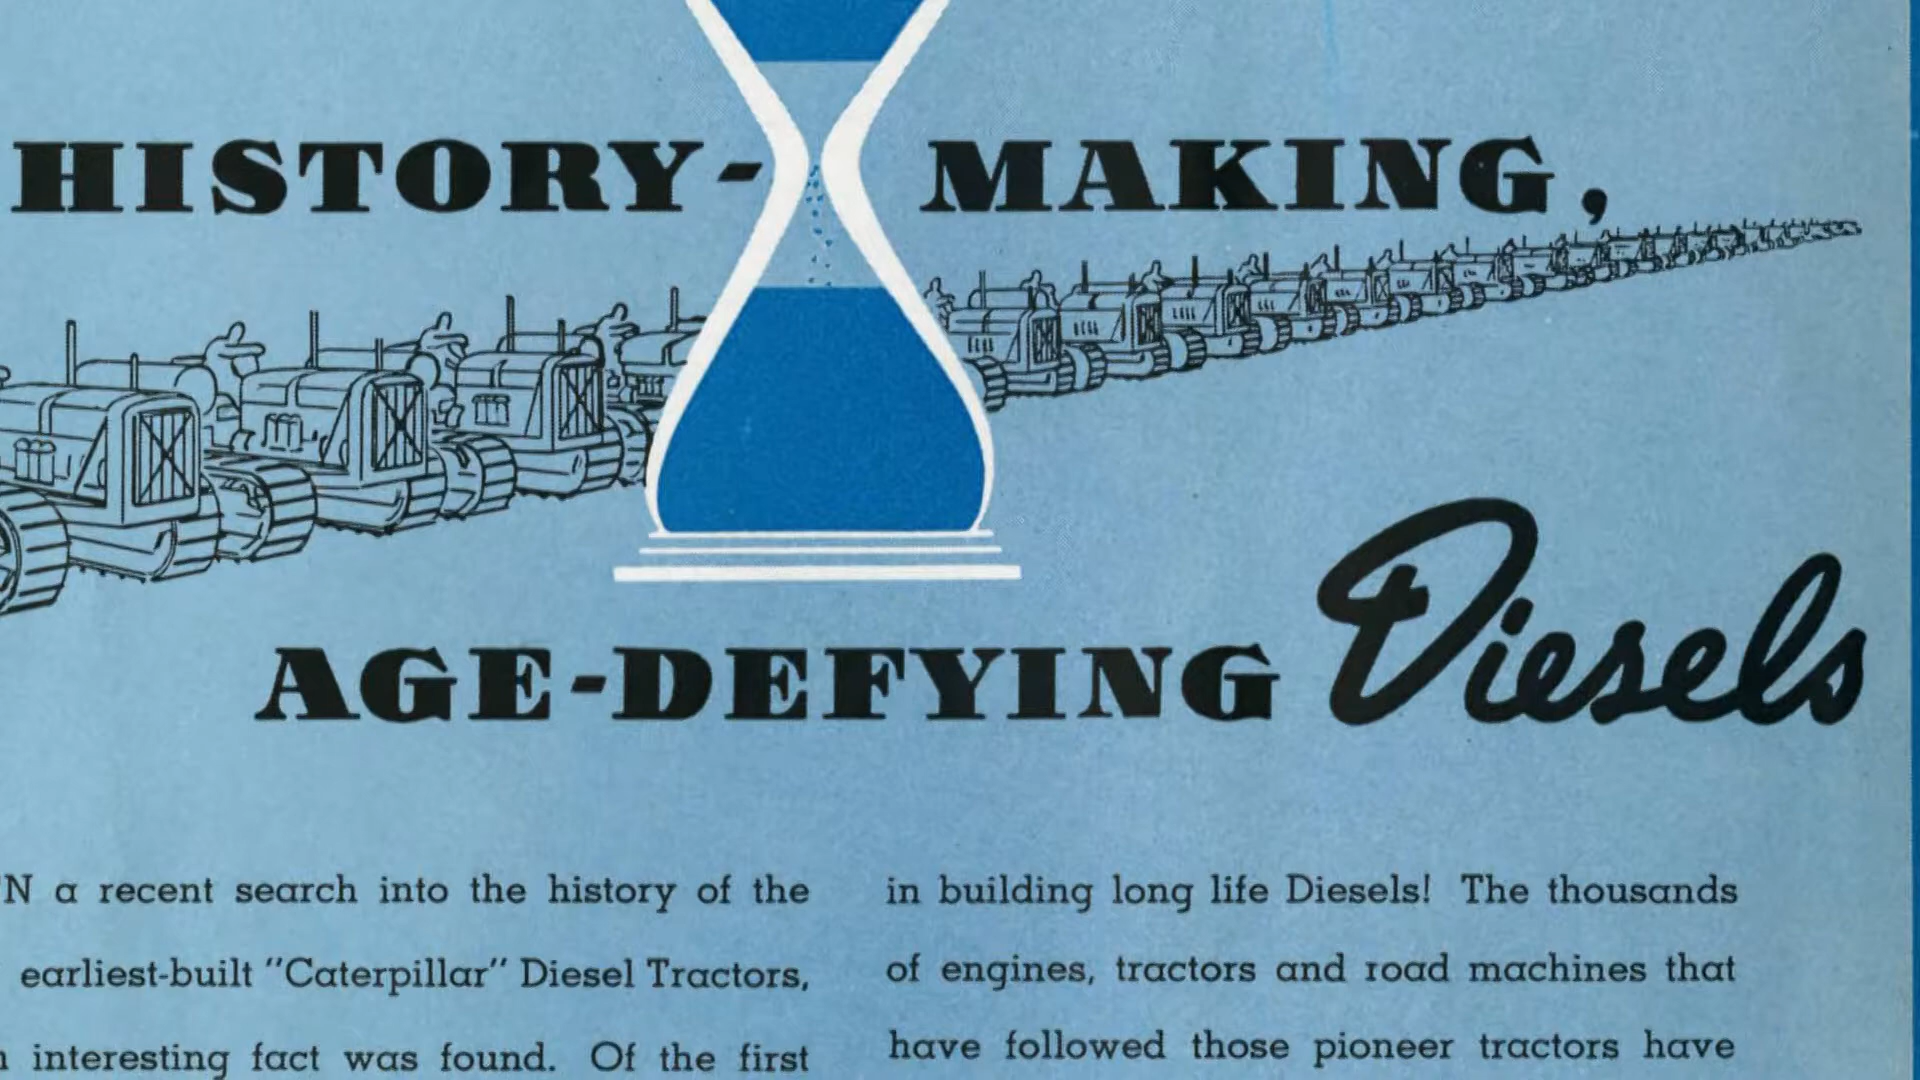 HISTORY-MAKING,
AGE-DEFYING Diesels
N a recent search into the history of the
earliest-built "Caterpillar" Diesel Tractors,
interesting fact was found. Of the first
in building long life Diesels! The thousands
of engines, tractors and road machines that
have followed those pioneer tractors have